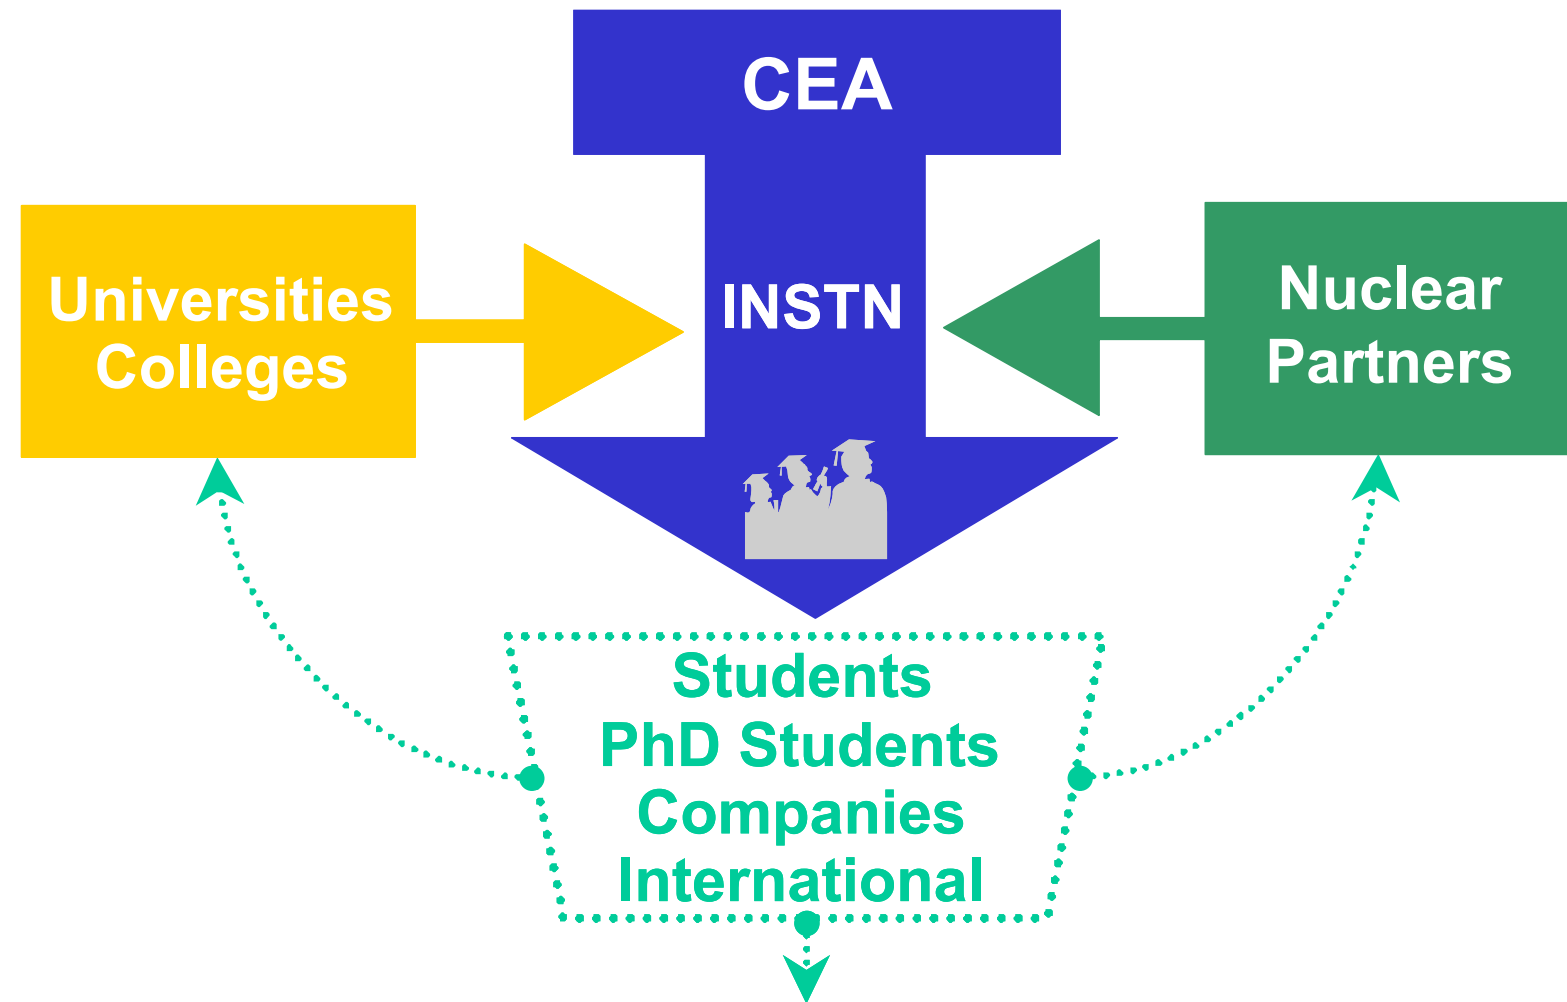 CEA
Universities
Colleges
INSTN
Nuclear
Partners
Students
PhD Students
Companies
International